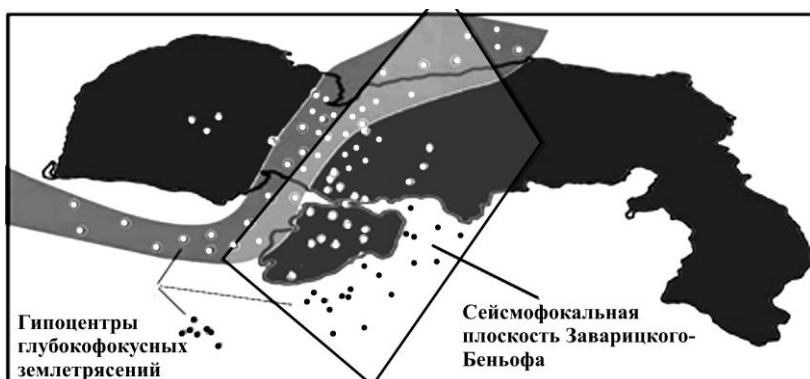 Гипоцентры
глубокофокусных
землетрясений
Сейсмофокальная
плоскость Заварицкого-
Беньофа